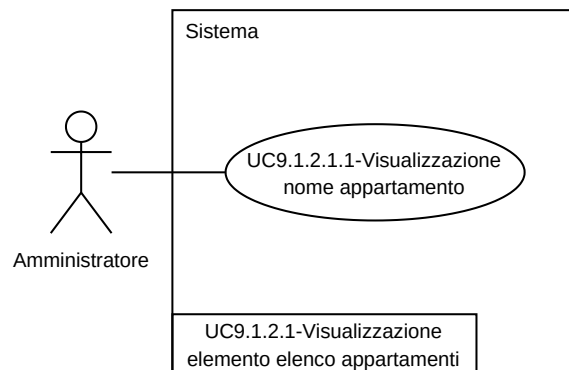 Sistema
UC9.1.2.1.1-Visualizzazione
nome appartamento
Amministratore
UC9.1.2.1-Visualizzazione
elemento elenco appartamenti